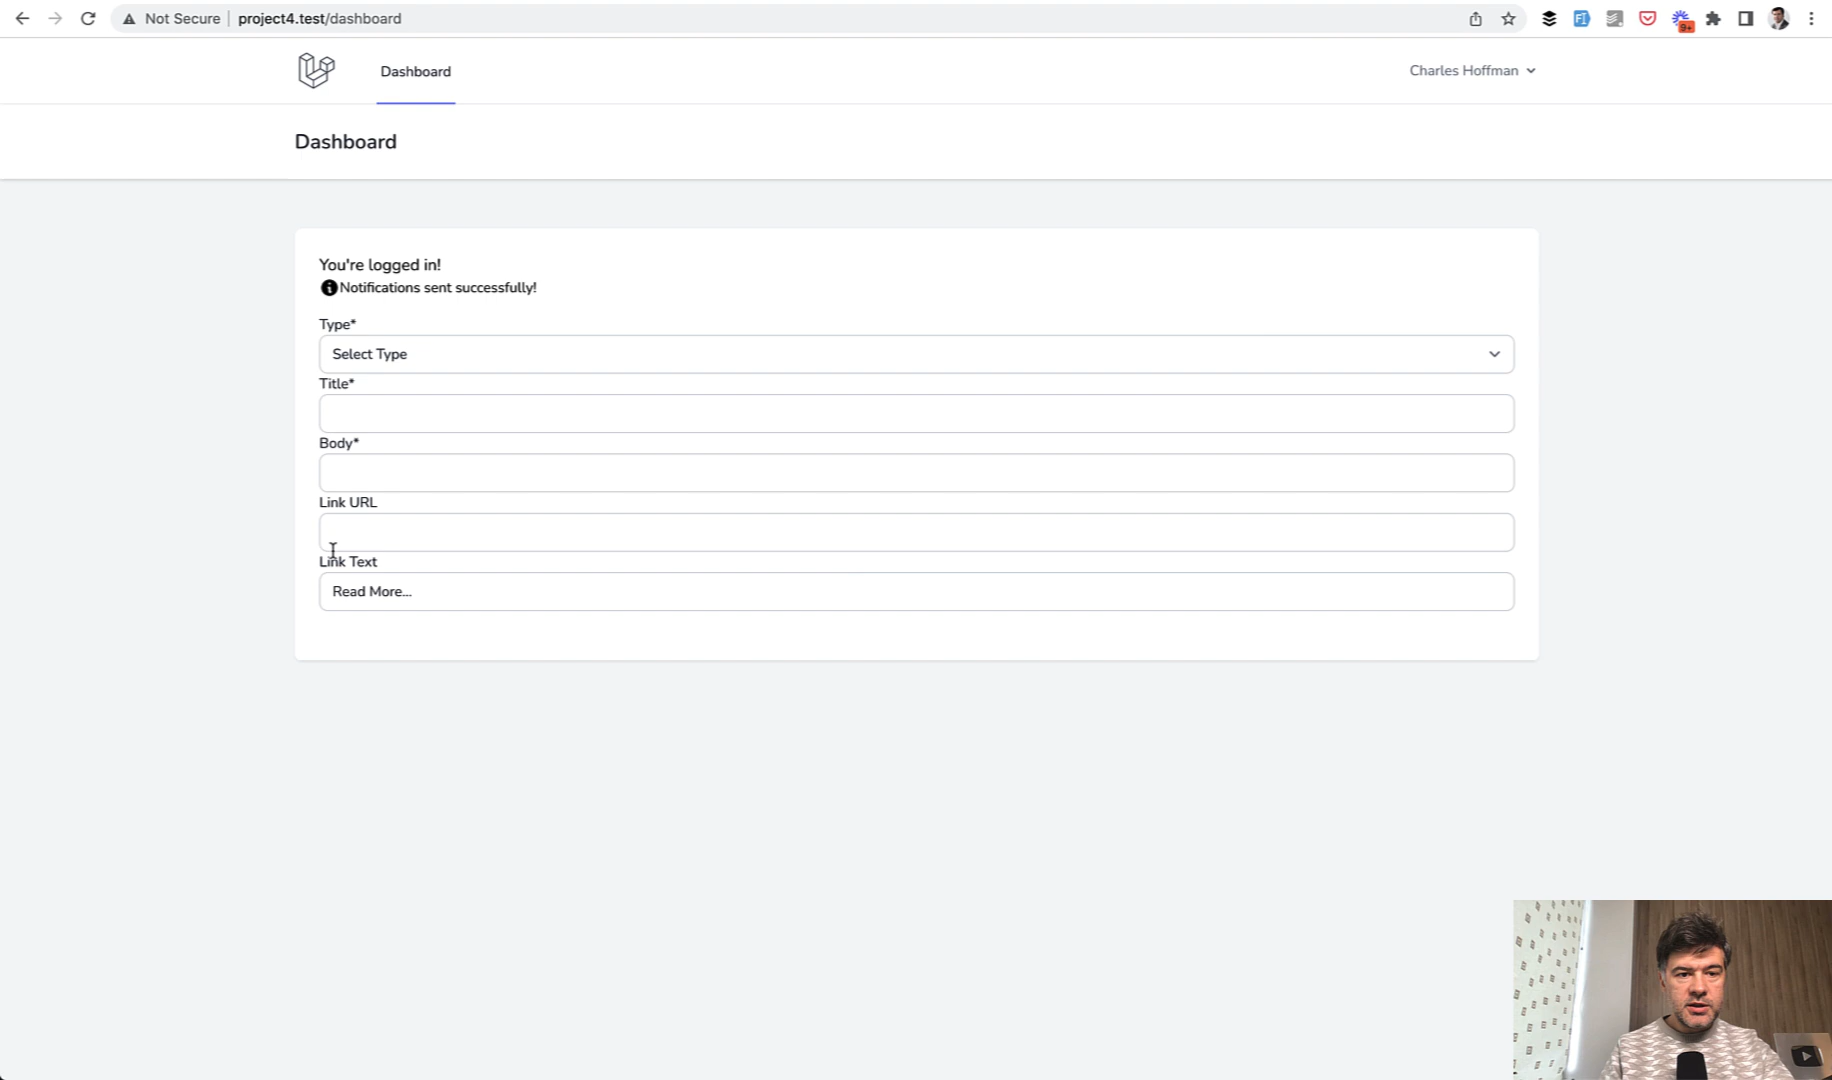 Not Secure
project4.test/dashboard
9+
Dashboard
Charles Hoffman
Dashboard
You're logged in!
Notifications sent successfully!
Type*
Select Type
Title*
Body*
Link URL
Link Text
Read More...